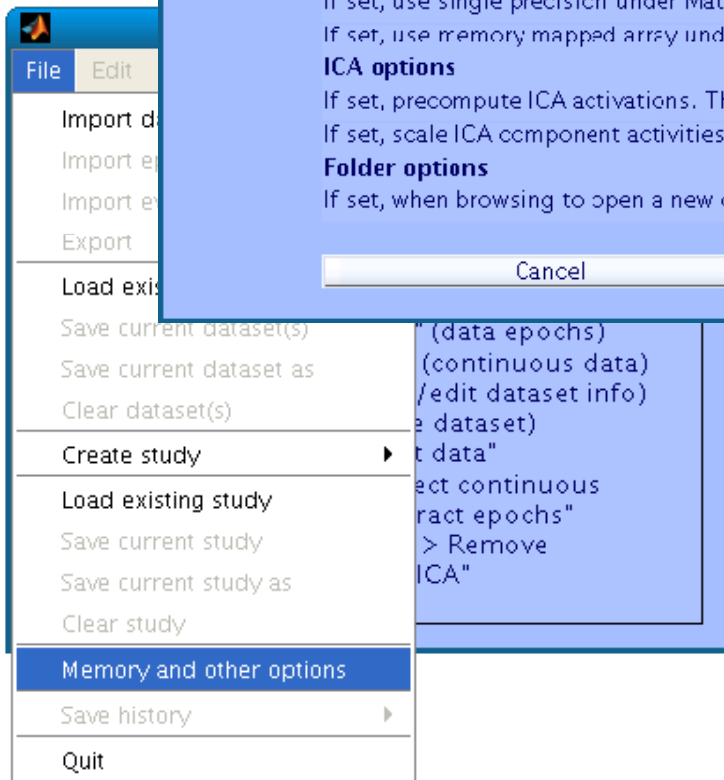 If set, use single precision under Mat
If set, use memory mapped array und
ICA options
If set, precompute ICA activations. Th
If set, scale ICA component activities
Folder options
If set, when browsing to open a new
Cancel
File Edit
Import d
Import ep
Import ev
Export
Load exis
Save current dataset(s)
Save current dataset as
Clear dataset(s)
Create study
Load existing study
Save current study
Save current study as
Clear study
Memory and other options
Save history
Quit
" (data epochs)
(continuous data)
/edit dataset info)
e dataset)
t data"
ect continuous
ract epochs"
> Remove
ICA"